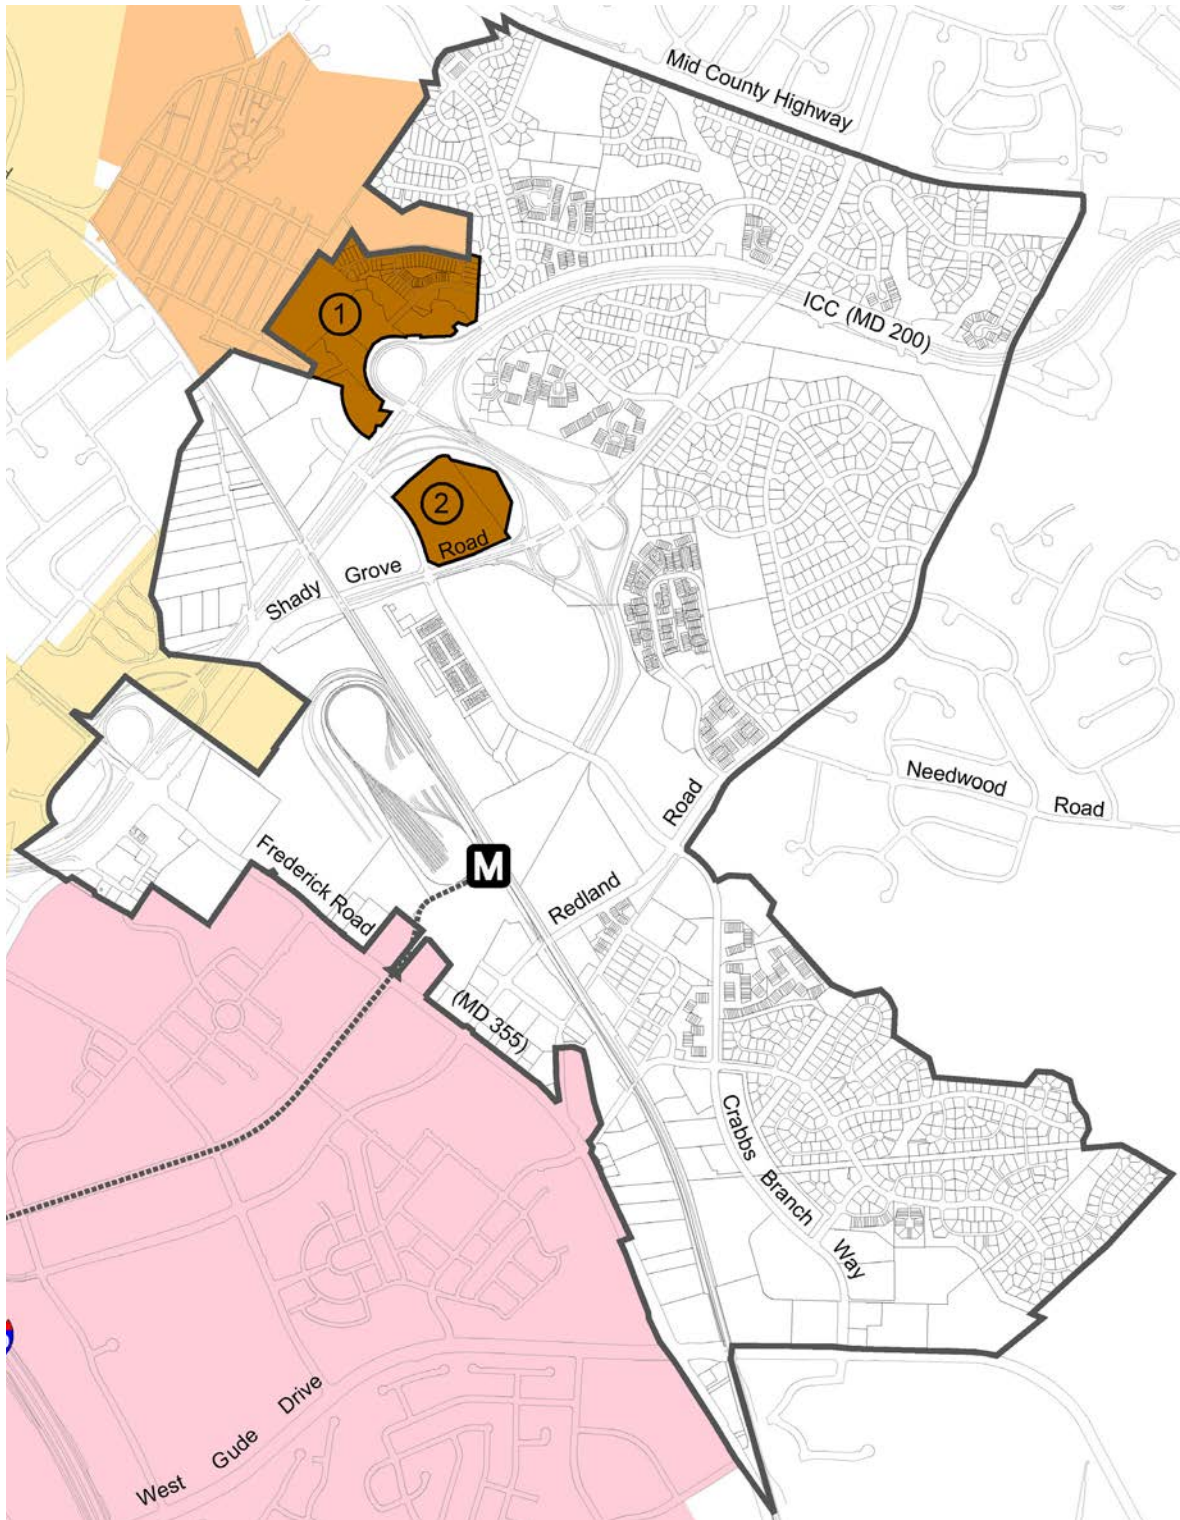 Mid County Highway
ICC (MD 200)
1
2
Shady Grove Road
Needwood Road
Redland Road
M
Frederick Road
(MD 355)
Crabbs Branch Way
West Gude Drive